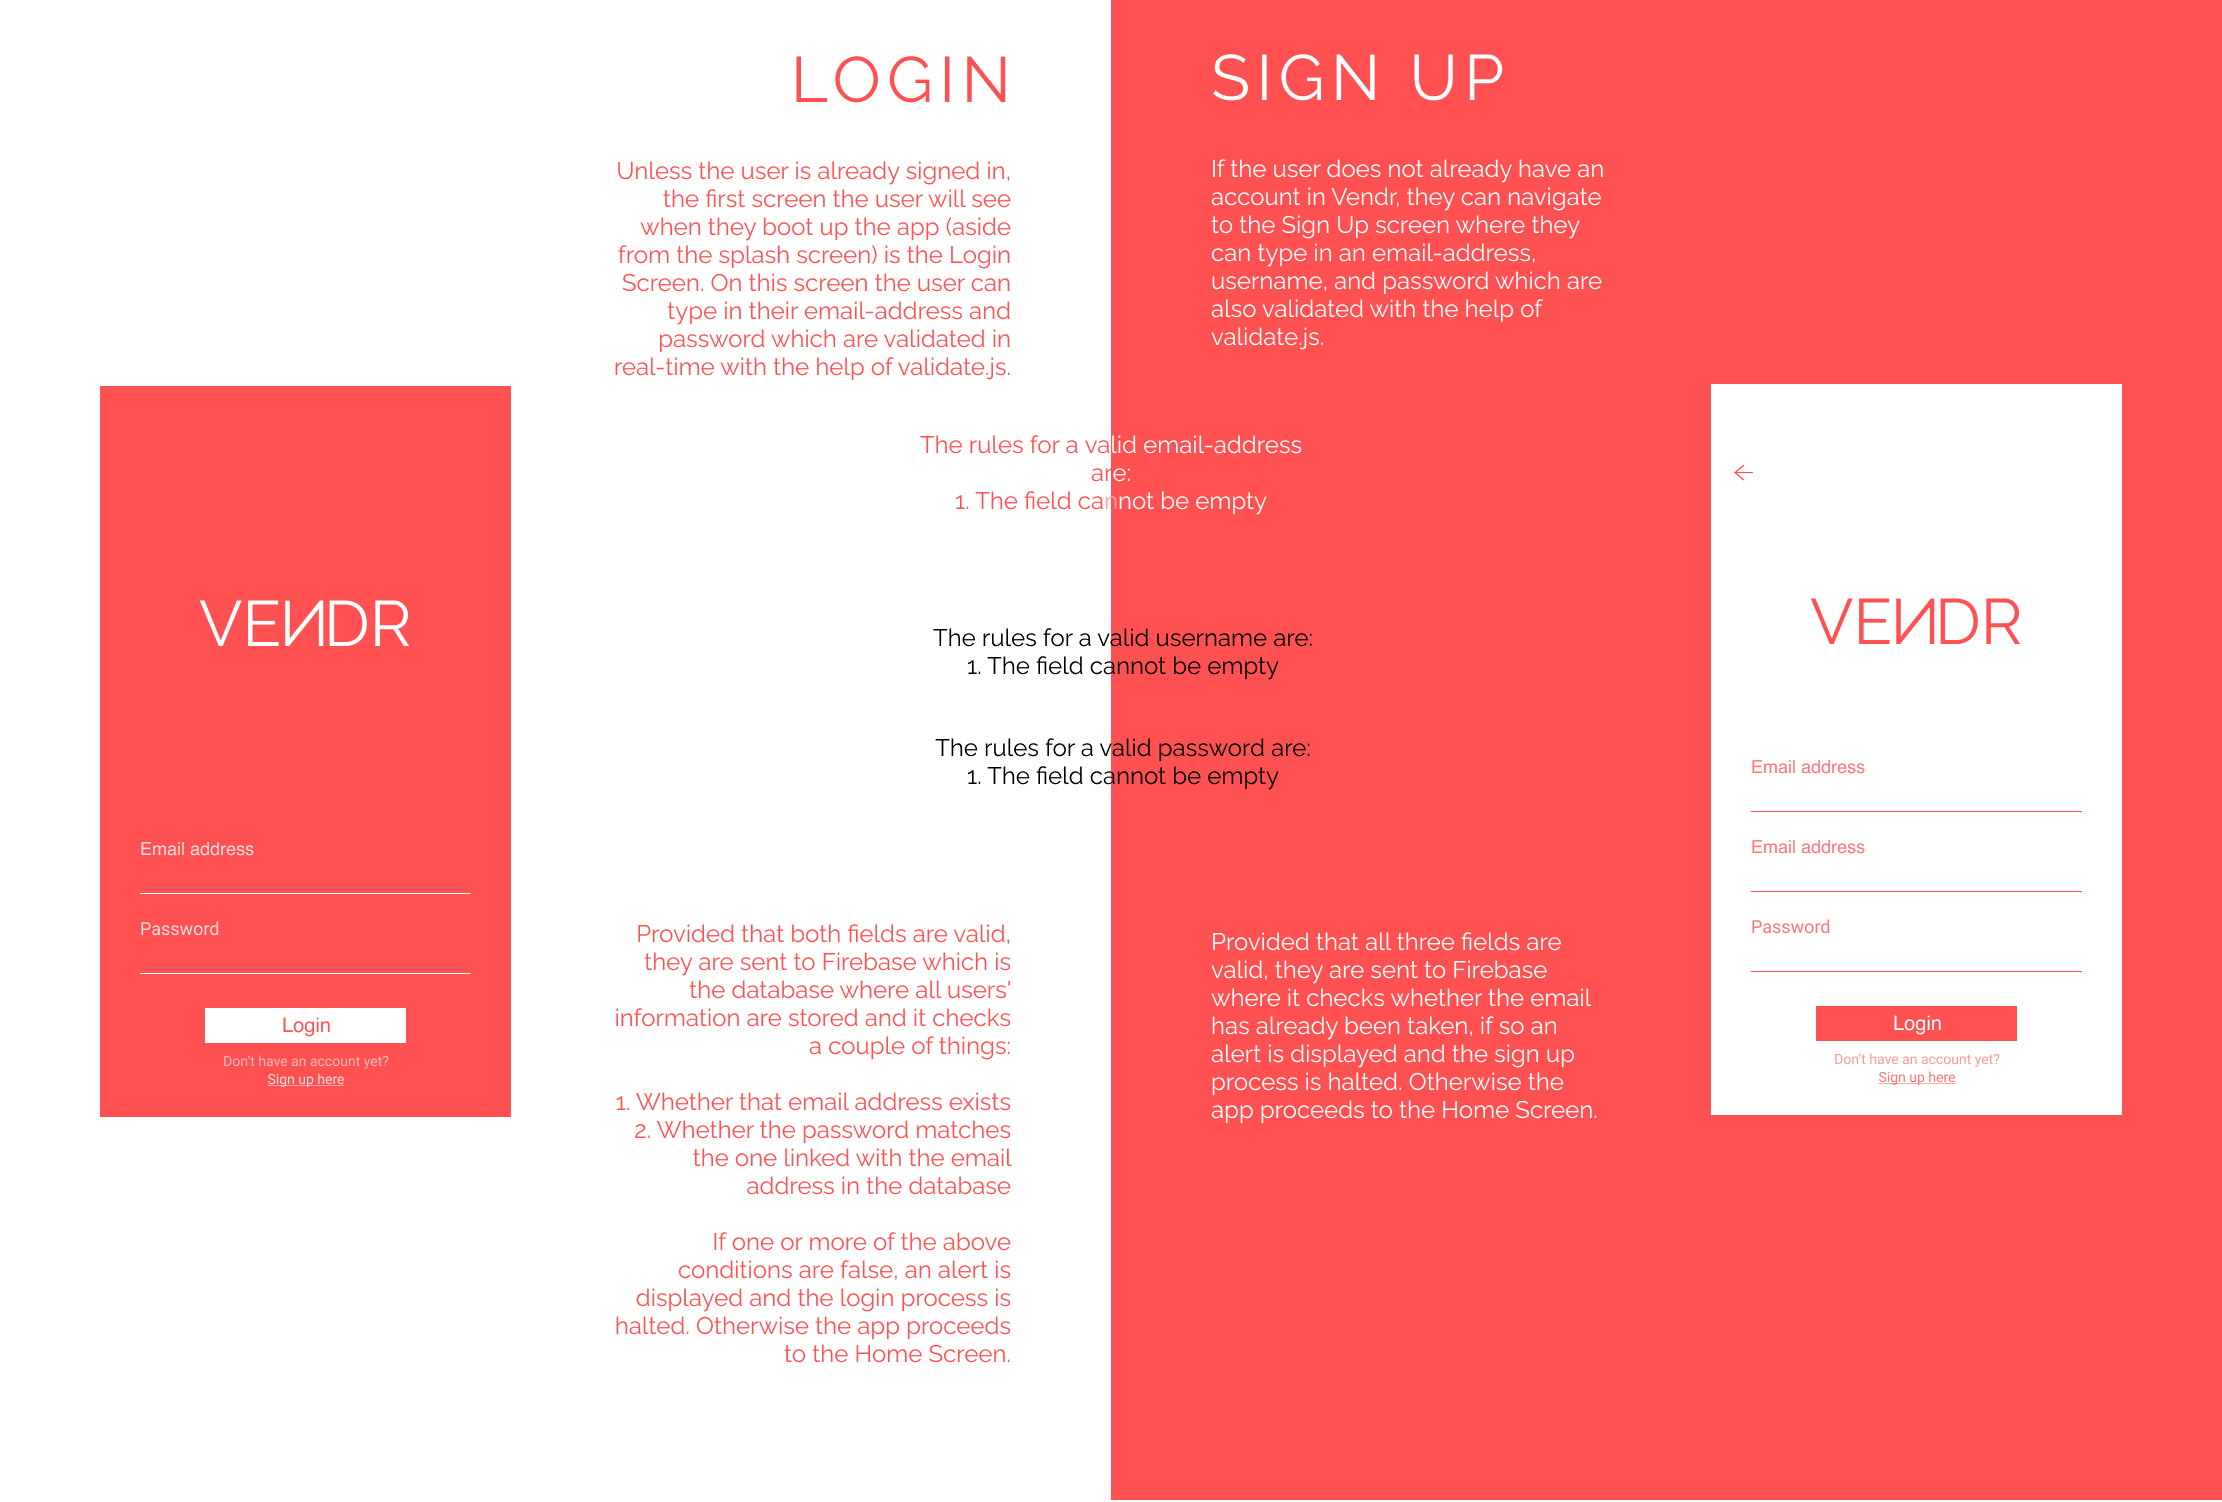 LOGIN
Unless the user is already signed in,
the first screen the user will see
when they boot up the app (aside
from the splash screen) is the Login
Screen. On this screen the user can
type in their email-address and
password which are validated in
real-time with the help of validate.js.
SIGN UP
If the user does not already have an
account in Vendr, they can navigate
to the Sign Up screen where they
can type in an email-address,
username, and password which are
also validated with the help of
validate.js.
The rules for a valid email-address
are:
1. The field cannot be empty
The rules for a valid username are:
1. The field cannot be empty
The rules for a valid password are:
1. The field cannot be empty
VENDR
Email address
Password
Login
Don't have an account yet?
Sign up here
Provided that both fields are valid,
they are sent to Firebase which is
the database where all users'
information are stored and it checks
a couple of things:
1. Whether that email address exists
2. Whether the password matches
the one linked with the email
address in the database
If one or more of the above
conditions are false, an alert is
displayed and the login process is
halted. Otherwise the app proceeds
to the Home Screen.
Provided that all three fields are
valid, they are sent to Firebase
where it checks whether the email
has already been taken, if so an
alert is displayed and the sign up
process is halted. Otherwise the
app proceeds to the Home Screen.
VENDR
Email address
Email address
Password
Login
Don't have an account yet?
Sign up here